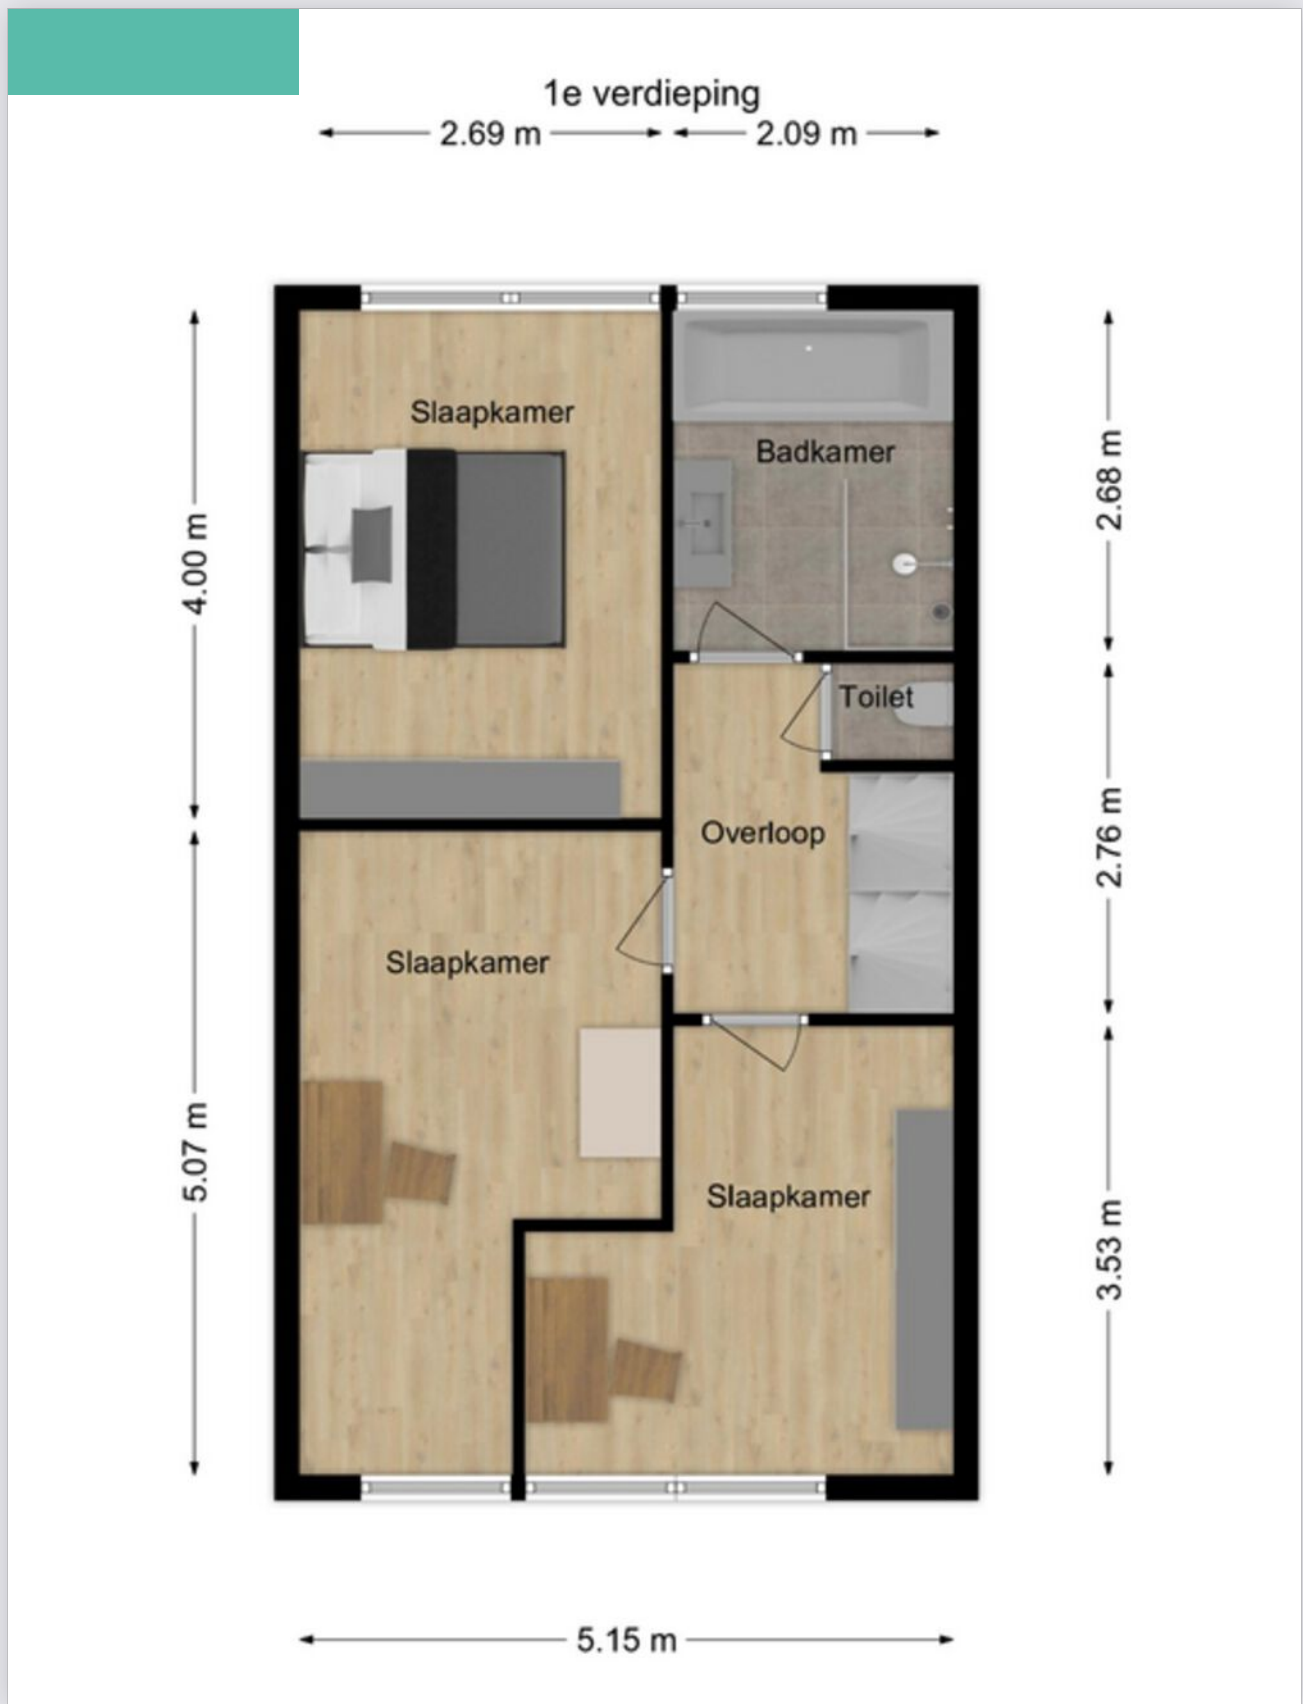 1e verdieping
2.69 m
2.09 m
Slaapkamer
Badkamer
2.68 m
4.00 m
Toilet
Overloop
2.76 m
Slaapkamer
5.07 m
Slaapkamer
3.53 m
5.15 m